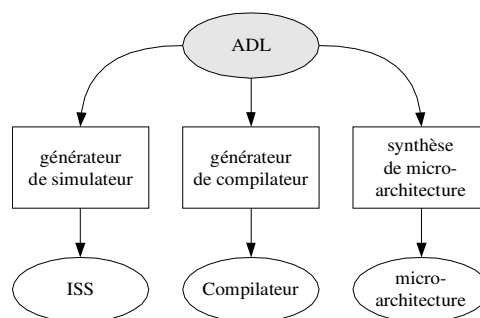 ADL
générateur
de simulateur
générateur
de compilateur
synthèse
de micro-
architecture
ISS
Compilateur
micro-
architecture